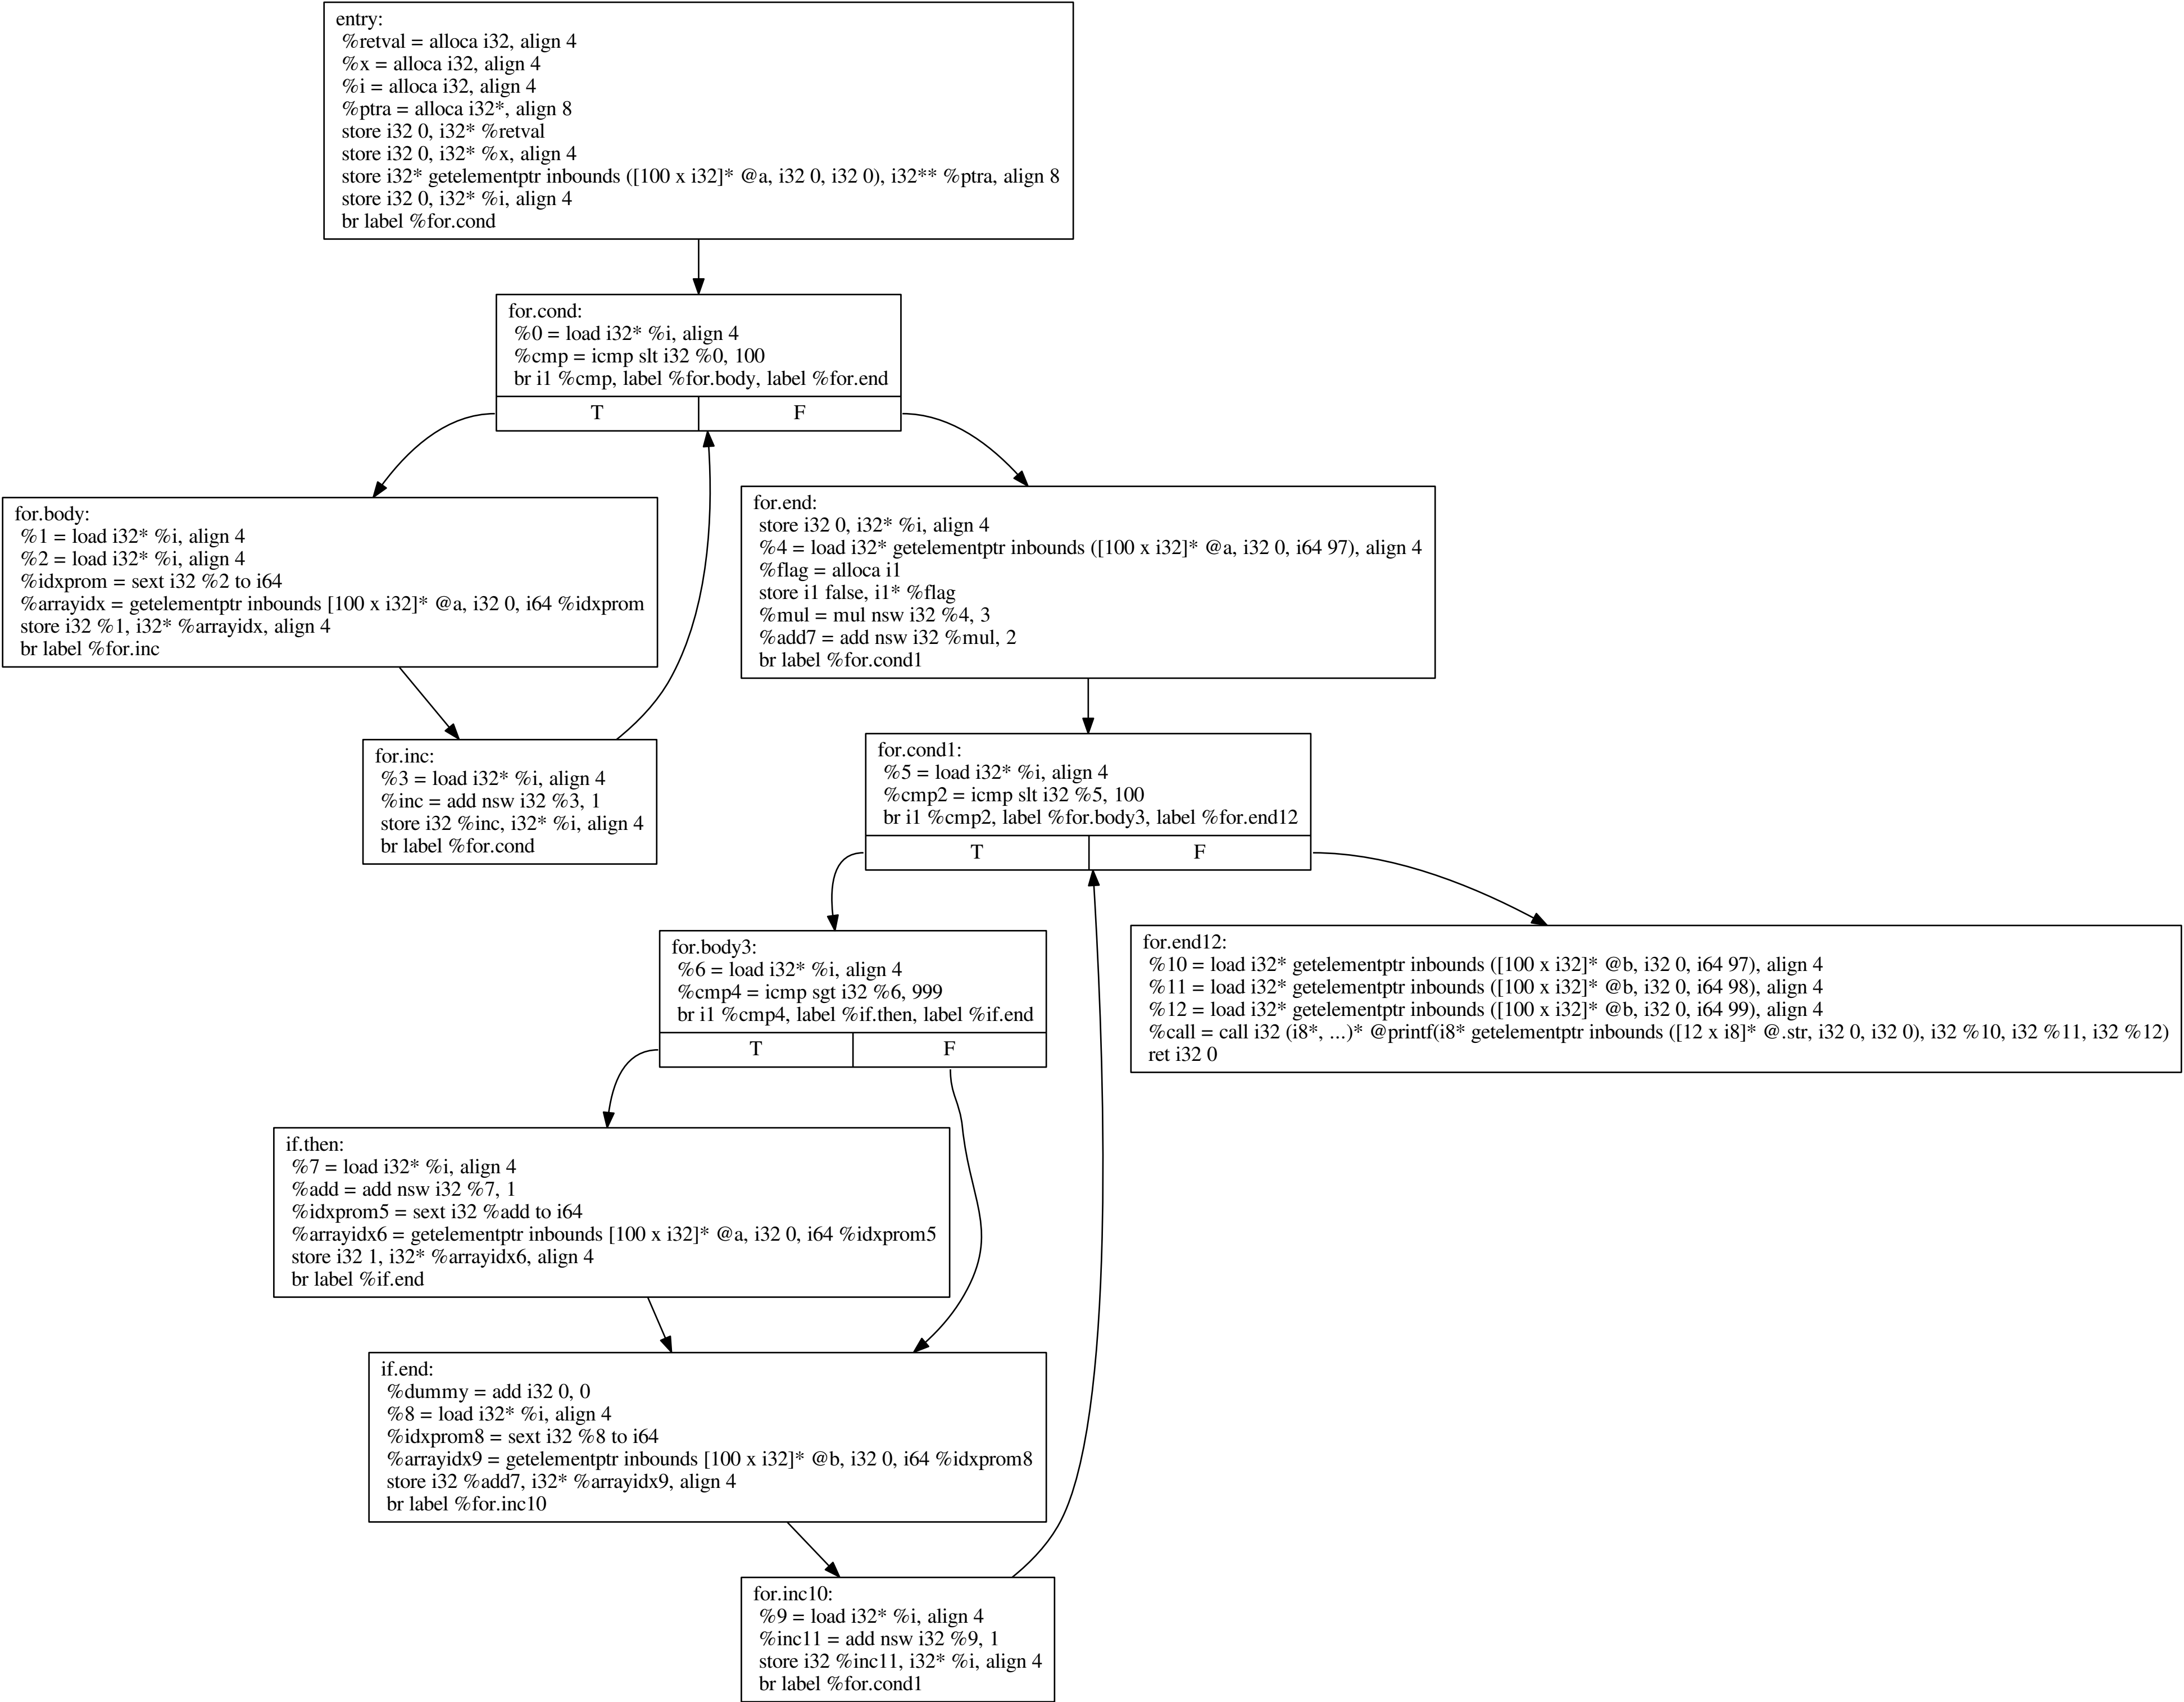 entry:
%retval = alloca i32, align 4
%x = alloca i32, align 4
%i = alloca i32, align 4
%ptra = alloca i32*, align 8
store i32 0, i32* %retval
store i32 0, i32* %x, align 4
store i32* getelementptr inbounds ([100 x i32]* @a, i32 0, i32 0), i32** %ptra, align 8
store i32 0, i32* %i, align 4
br label %for.cond
for.cond:
%0 = load i32* %i, align 4
%cmp = icmp slt i32 %0, 100
br i1 %cmp, label %for.body, label %for.end
T F
for.body:
%1 = load i32* %i, align 4
%2 = load i32* %i, align 4
%idxprom = sext i32 %2 to i64
%arrayidx = getelementptr inbounds [100 x i32]* @a, i32 0, i64 %idxprom
store i32 %1, i32* %arrayidx, align 4
br label %for.inc
for.end:
store i32 0, i32* %i, align 4
%4 = load i32* getelementptr inbounds ([100 x i32]* @a, i32 0, i64 97), align 4
%flag = alloca i1
store i1 false, i1* %flag
%mul = mul nsw i32 %4, 3
%add7 = add nsw i32 %mul, 2
br label %for.cond1
for.inc:
%3 = load i32* %i, align 4
%inc = add nsw i32 %3, 1
store i32 %inc, i32* %i, align 4
br label %for.cond
for.cond1:
%5 = load i32* %i, align 4
%cmp2 = icmp slt i32 %5, 100
br i1 %cmp2, label %for.body3, label %for.end12
T F
for.body3:
%6 = load i32* %i, align 4
%cmp4 = icmp sgt i32 %6, 999
br i1 %cmp4, label %if.then, label %if.end
T F
for.end12:
%10 = load i32* getelementptr inbounds ([100 x i32]* @b, i32 0, i64 97), align 4
%11 = load i32* getelementptr inbounds ([100 x i32]* @b, i32 0, i64 98), align 4
%12 = load i32* getelementptr inbounds ([100 x i32]* @b, i32 0, i64 99), align 4
%call = call i32 (i8*, ...)* @printf(i8* getelementptr inbounds ([12 x i8]* @.str, i32 0, i32 0), i32 %10, i32 %11, i32 %12)
ret i32 0
if.then:
%7 = load i32* %i, align 4
%add = add nsw i32 %7, 1
%idxprom5 = sext i32 %add to i64
%arrayidx6 = getelementptr inbounds [100 x i32]* @a, i32 0, i64 %idxprom5
store i32 1, i32* %arrayidx6, align 4
br label %if.end
if.end:
%dummy = add i32 0, 0
%8 = load i32* %i, align 4
%idxprom8 = sext i32 %8 to i64
%arrayidx9 = getelementptr inbounds [100 x i32]* @b, i32 0, i64 %idxprom8
store i32 %add7, i32* %arrayidx9, align 4
br label %for.inc10
for.inc10:
%9 = load i32* %i, align 4
%inc11 = add nsw i32 %9, 1
store i32 %inc11, i32* %i, align 4
br label %for.cond1